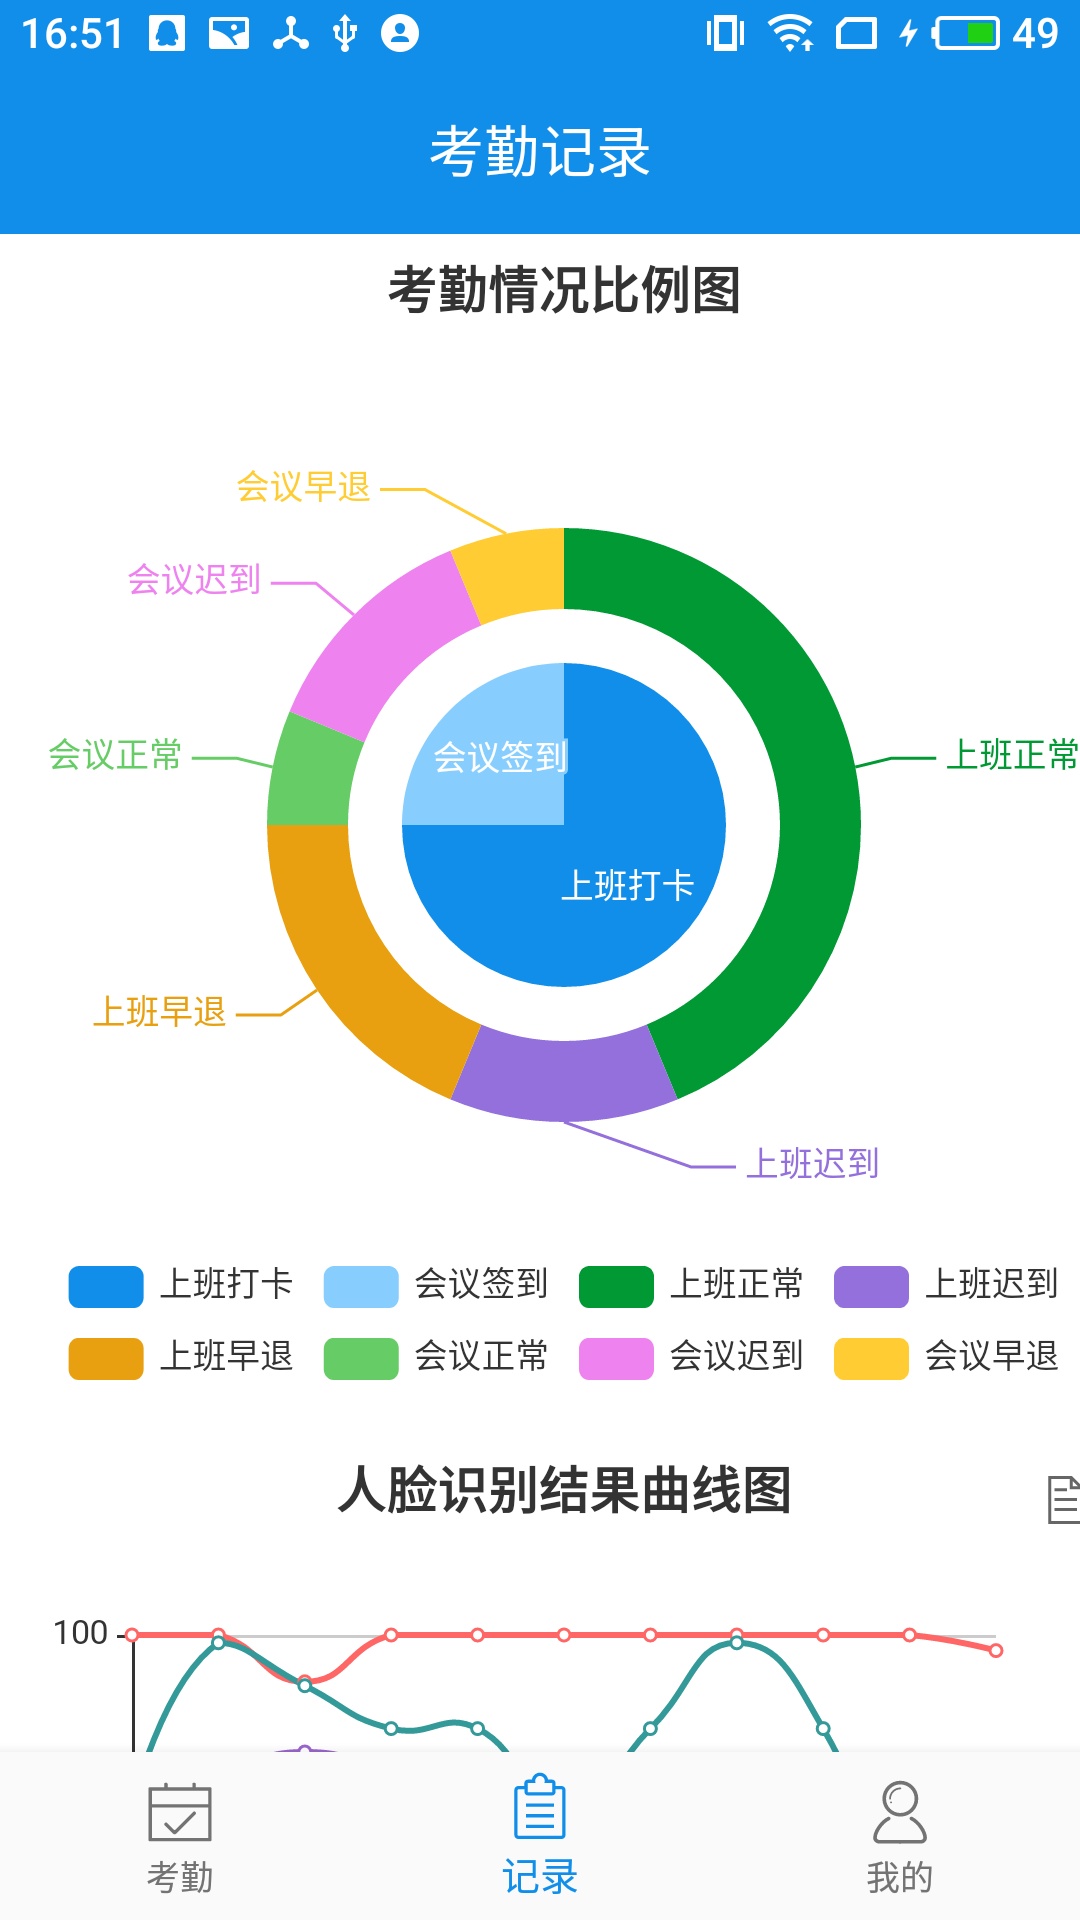 16:51 49
考勤记录
考勤情况比例图
会议早退
会议迟到
会议正常
上班正常
会议签到
上班打卡
上班早退
上班迟到
上班打卡 会议签到 上班正常 上班迟到
上班早退 会议正常 会议迟到 会议早退
人脸识别结果曲线图
100
考勤 记录 我的